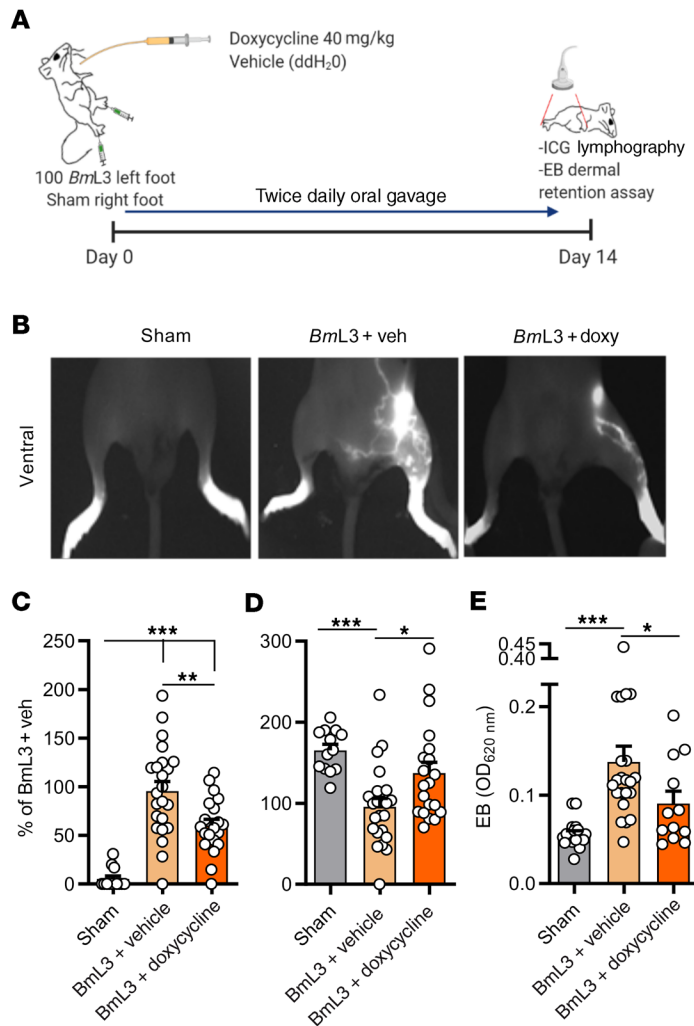 A
Doxycycline 40 mg/kg
Vehicle (ddH20)
100 BmL3 left foot
Sham right foot
-ICG lymphography
-EB dermal
retention assay
Twice daily oral gavage
Day 0
Day 14
B
Sham
BmL3 + veh
BmL3 + doxy
Ventral
C
% of BmL3 + veh
250
200
150
100
50
0
***
**
Sham
BmL3 + vehicle
BmL3 + doxycycline
D
300
200
100
0
***
*
Sham
BmL3 + vehicle
BmL3 + doxycycline
E
EB (OD620 nm)
0.45
0.40
0.2
0.1
0.0
***
*
Sham
BmL3 + vehicle
BmL3 + doxycycline